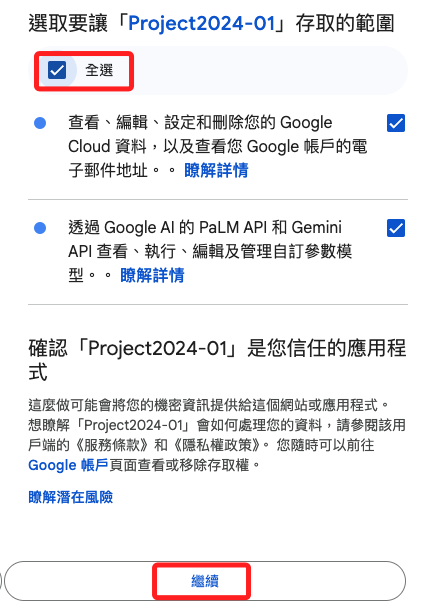 選取要讓「Project2024-01」存取的範圍
全選
查看、編輯、設定和刪除您的 Google
Cloud 資料，以及查看您 Google 帳戶的電
子郵件地址。。 瞭解詳情
透過 Google AI 的 PaLM API 和 Gemini
API 查看、執行、編輯及管理自訂參數模
型。。 瞭解詳情
確認「Project2024-01」是您信任的應用程
式
這麼做可能會將您的機密資訊提供給這個網站或應用程式。
想瞭解「Project2024-01」會如何處理您的資料，請參閱該用
戶端的《服務條款》和《隱私權政策》。 您隨時可以前往
Google 帳戶頁面查看或移除存取權。
瞭解潛在風險
繼續